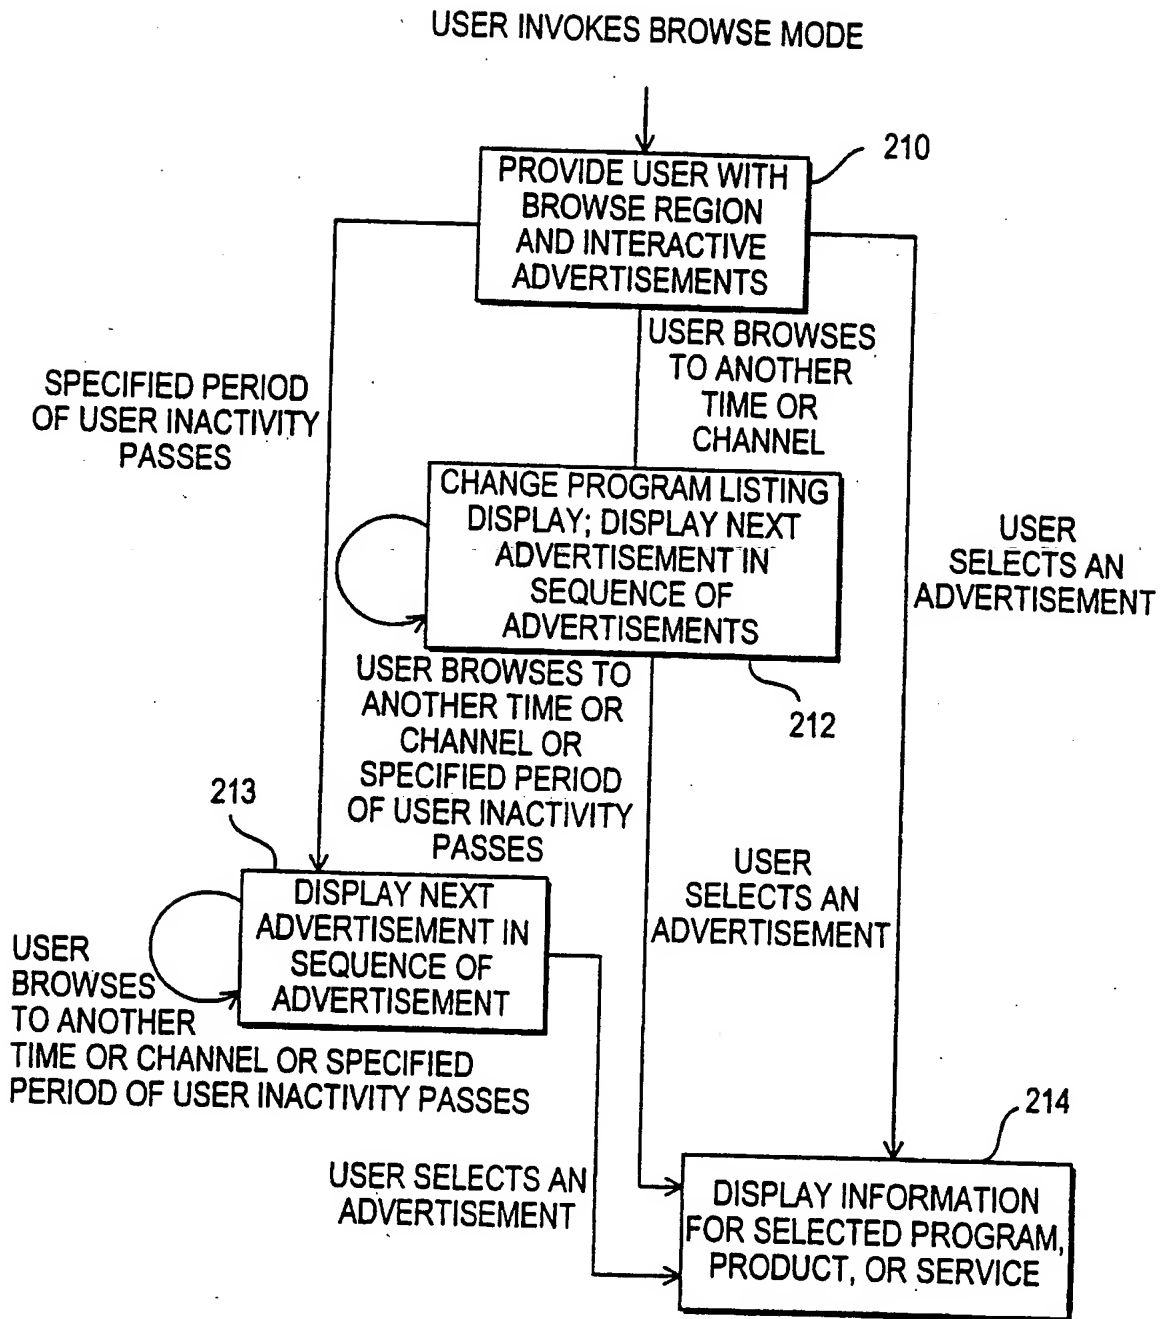 USER INVOKES BROWSE MODE
210
PROVIDE USER WITH
BROWSE REGION
AND INTERACTIVE
ADVERTISEMENTS
USER BROWSES
TO ANOTHER
TIME OR
CHANNEL
SPECIFIED PERIOD
OF USER INACTIVITY
PASSES
CHANGE PROGRAM LISTING
DISPLAY; DISPLAY NEXT
ADVERTISEMENT IN
SEQUENCE OF
ADVERTISEMENTS
USER
SELECTS AN
ADVERTISEMENT
212
USER BROWSES TO
ANOTHER TIME OR
CHANNEL OR
SPECIFIED PERIOD
OF USER INACTIVITY
PASSES
213
DISPLAY NEXT
ADVERTISEMENT IN
SEQUENCE OF
ADVERTISEMENT
USER
SELECTS AN
ADVERTISEMENT
USER
BROWSES
TO ANOTHER
TIME OR CHANNEL OR SPECIFIED
PERIOD OF USER INACTIVITY PASSES
USER SELECTS AN
ADVERTISEMENT
214
DISPLAY INFORMATION
FOR SELECTED PROGRAM,
PRODUCT, OR SERVICE